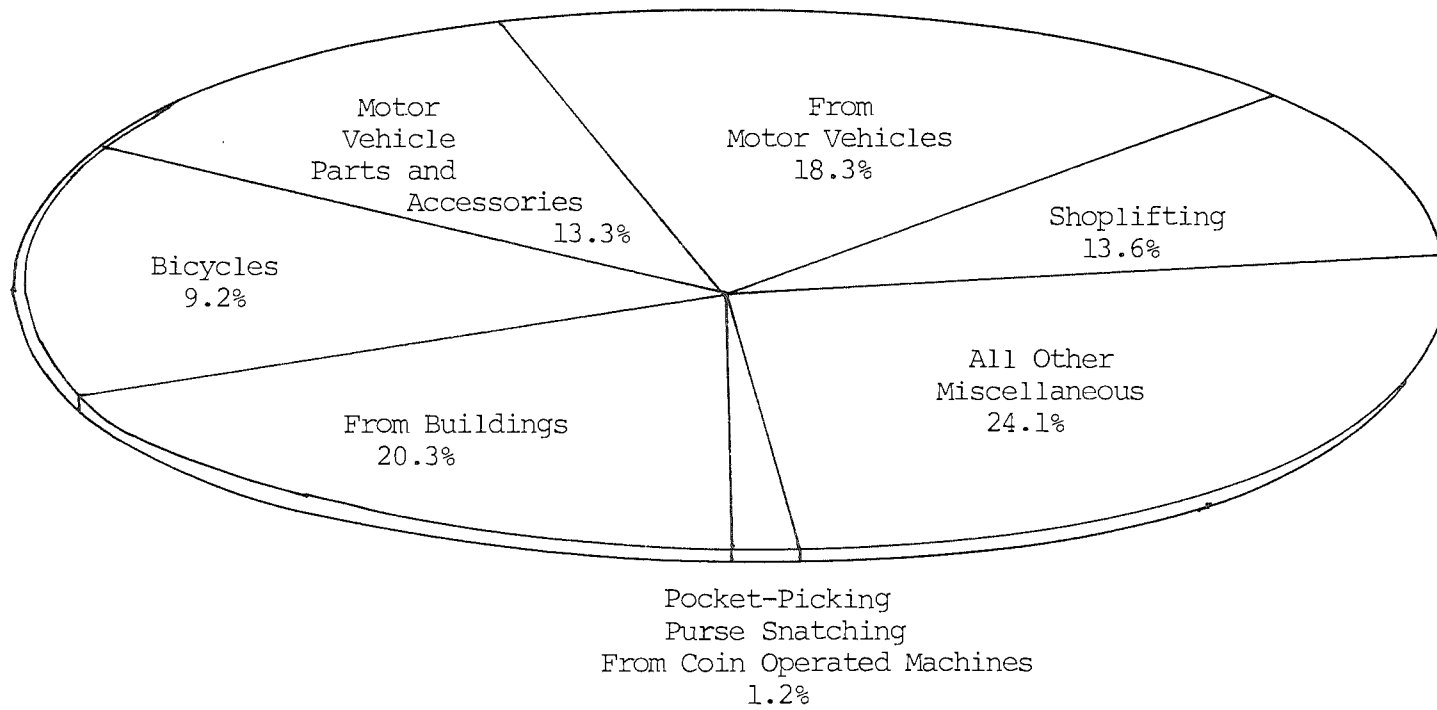 Motor
Vehicle
Parts and
Accessories
13.3%
From
Motor Vehicles
18.3%
Shoplifting
13.6%
Bicycles
9.2%
All Other
Miscellaneous
24.1%
From Buildings
20.3%
Pocket-Picking
Purse Snatching
From Coin Operated Machines
1.2%